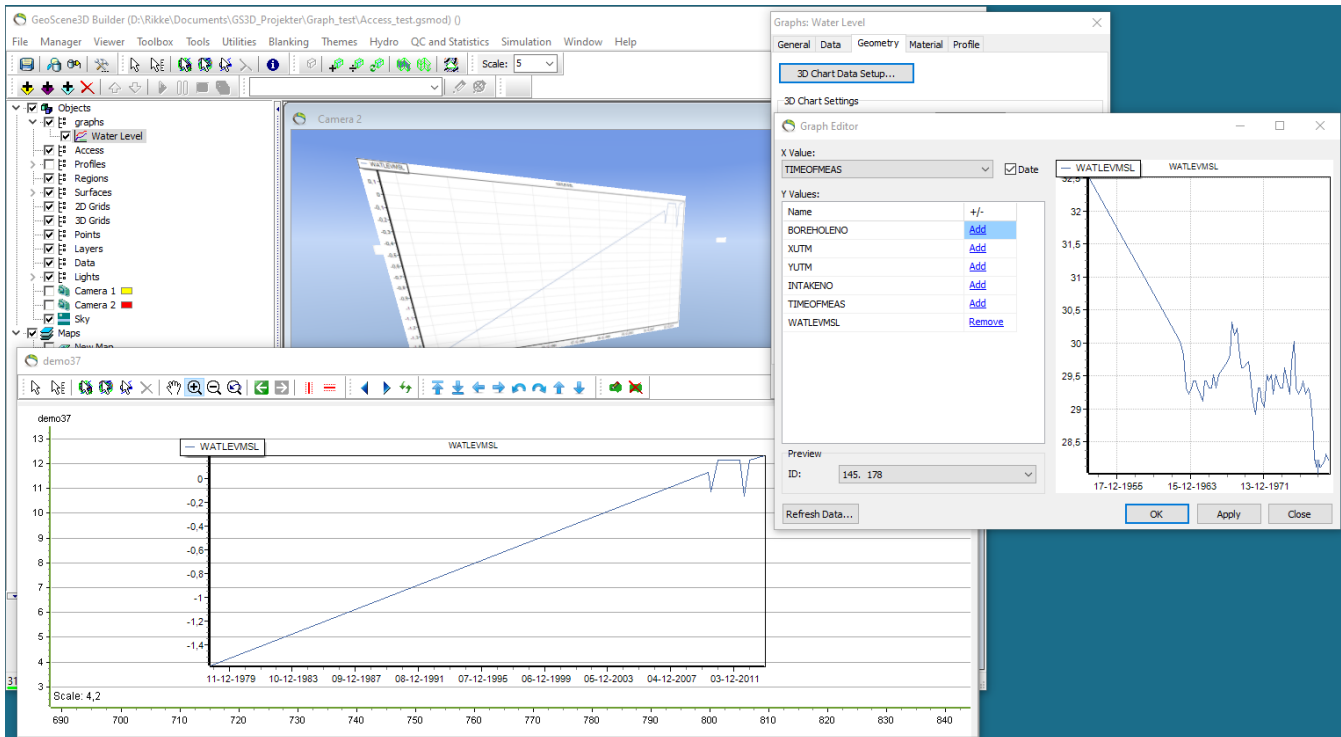 GeoScene3D Builder (D:\Rikke\Documents\GS3D_Projekter\Graph_test\Access_test.gsmod) ()
File Manager Viewer Toolbox Tools Utilities Blanking Themes Hydro QC and Statistics Simulation Window Help
Scale: 5
Objects
graphs
Water Level
Access
Profiles
Regions
Surfaces
2D Grids
3D Grids
Points
Layers
Data
Lights
Camera 1
Camera 2
Sky
Maps
New Map
Camera 2
WATLEVMSL
Graphs: Water Level
General Data Geometry Material Profile
3D Chart Data Setup...
3D Chart Settings
Graph Editor
X Value:
TIMEOFMEAS Date
Y Values:
Name +/-
BOREHOLENO Add
XUTM Add
YUTM Add
INTAKENO Add
TIMEOFMEAS Add
WATLEVMSL Remove
Preview
ID: 145. 178
Refresh Data...
WATLEVMSL WATLEVMSL
32,5
32
31,5
31
30,5
30
29,5
29
28,5
17-12-1955 15-12-1963 13-12-1971
OK Apply Close
demo37
demo37
WATLEVMSL WATLEVMSL
13
12
11
10
9
8
7
6
5
4
3
0
-0,2
-0,4
-0,6
-0,8
-1
-1,2
-1,4
11-12-1979 10-12-1983 09-12-1987 08-12-1991 07-12-1995 06-12-1999 05-12-2003 04-12-2007 03-12-2011
Scale: 4,2
690 700 710 720 730 740 750 760 770 780 790 800 810 820 830 840